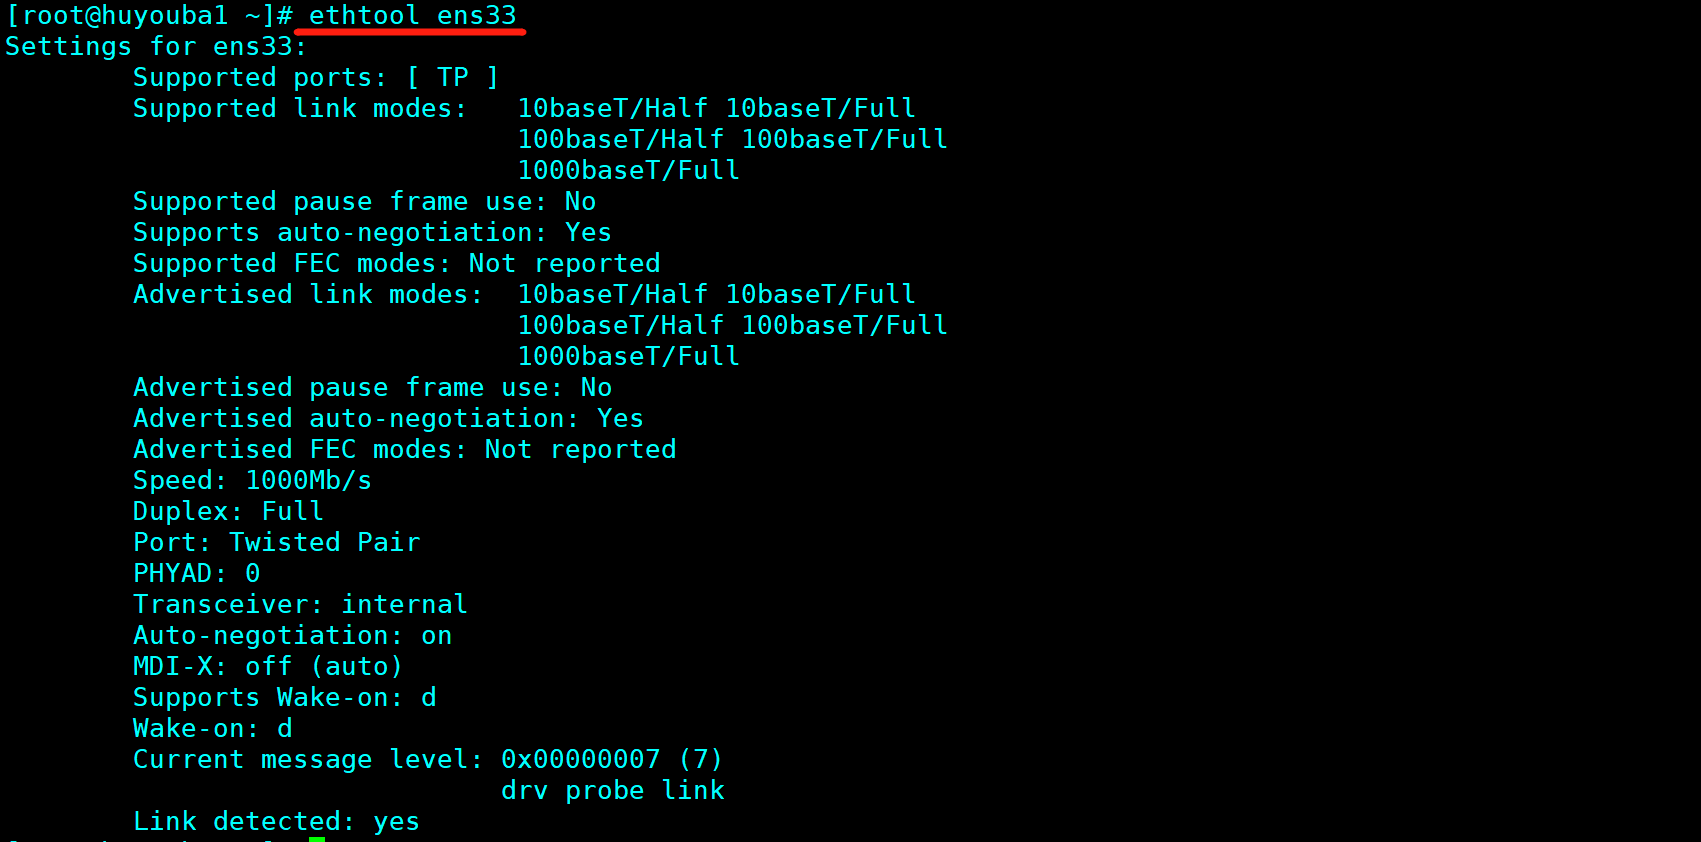 [root@huyouba1 ~]# ethtool ens33
Settings for ens33:
Supported ports: [ TP ]
Supported link modes:   10baseT/Half 10baseT/Full
100baseT/Half 100baseT/Full
1000baseT/Full
Supported pause frame use: No
Supports auto-negotiation: Yes
Supported FEC modes: Not reported
Advertised link modes:  10baseT/Half 10baseT/Full
100baseT/Half 100baseT/Full
1000baseT/Full
Advertised pause frame use: No
Advertised auto-negotiation: Yes
Advertised FEC modes: Not reported
Speed: 1000Mb/s
Duplex: Full
Port: Twisted Pair
PHYAD: 0
Transceiver: internal
Auto-negotiation: on
MDI-X: off (auto)
Supports Wake-on: d
Wake-on: d
Current message level: 0x00000007 (7)
drv probe link
Link detected: yes